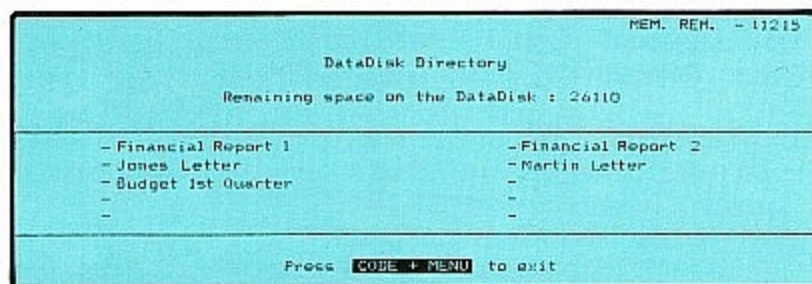 MEM. REM. - 11215
DataDisk Directory
Remaining space on the DataDisk : 26110
- Financial Report 1 - Financial Report 2
- Jones Letter - Martin Letter
- Budget 1st Quarter -
- -
- -
Press CODE + MENU to exit